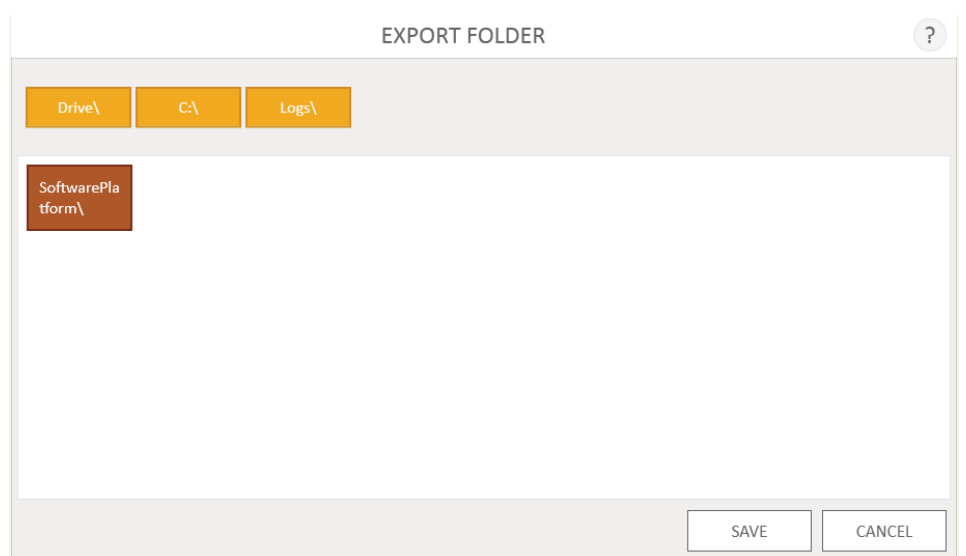 EXPORT FOLDER
?
Drive\ C:\ Logs\
SoftwarePla
tform\
SAVE CANCEL